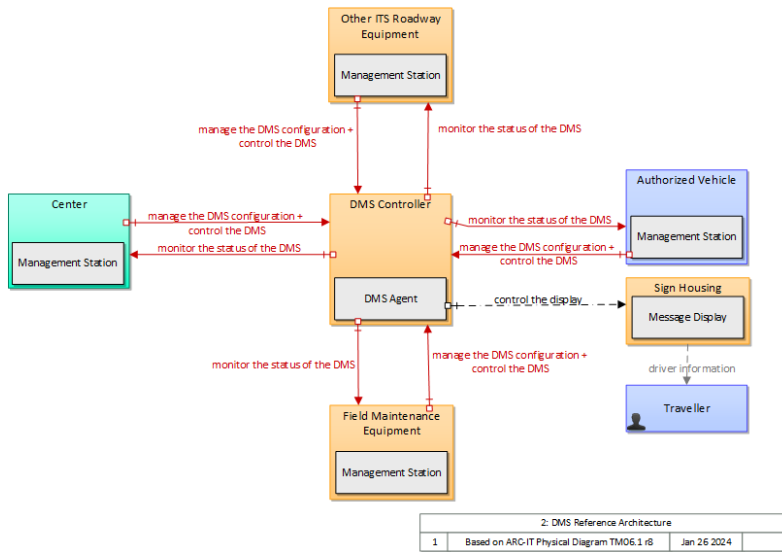 Other ITS Roadway
Equipment
Management Station
manage the DMS configuration +
control the DMS
monitor the status of the DMS
Center
Management Station
manage the DMS configuration +
control the DMS
monitor the status of the DMS
DMS Controller
DMS Agent
monitor the status of the DMS
manage the DMS configuration +
control the DMS
Authorized Vehicle
Management Station
control the display
Sign Housing
Message Display
driver information
Traveller
monitor the status of the DMS
manage the DMS configuration +
control the DMS
Field Maintenance
Equipment
Management Station
2: DMS Reference Architecture
1 Based on ARC-IT Physical Diagram TM06.1 r8 Jan 26 2024